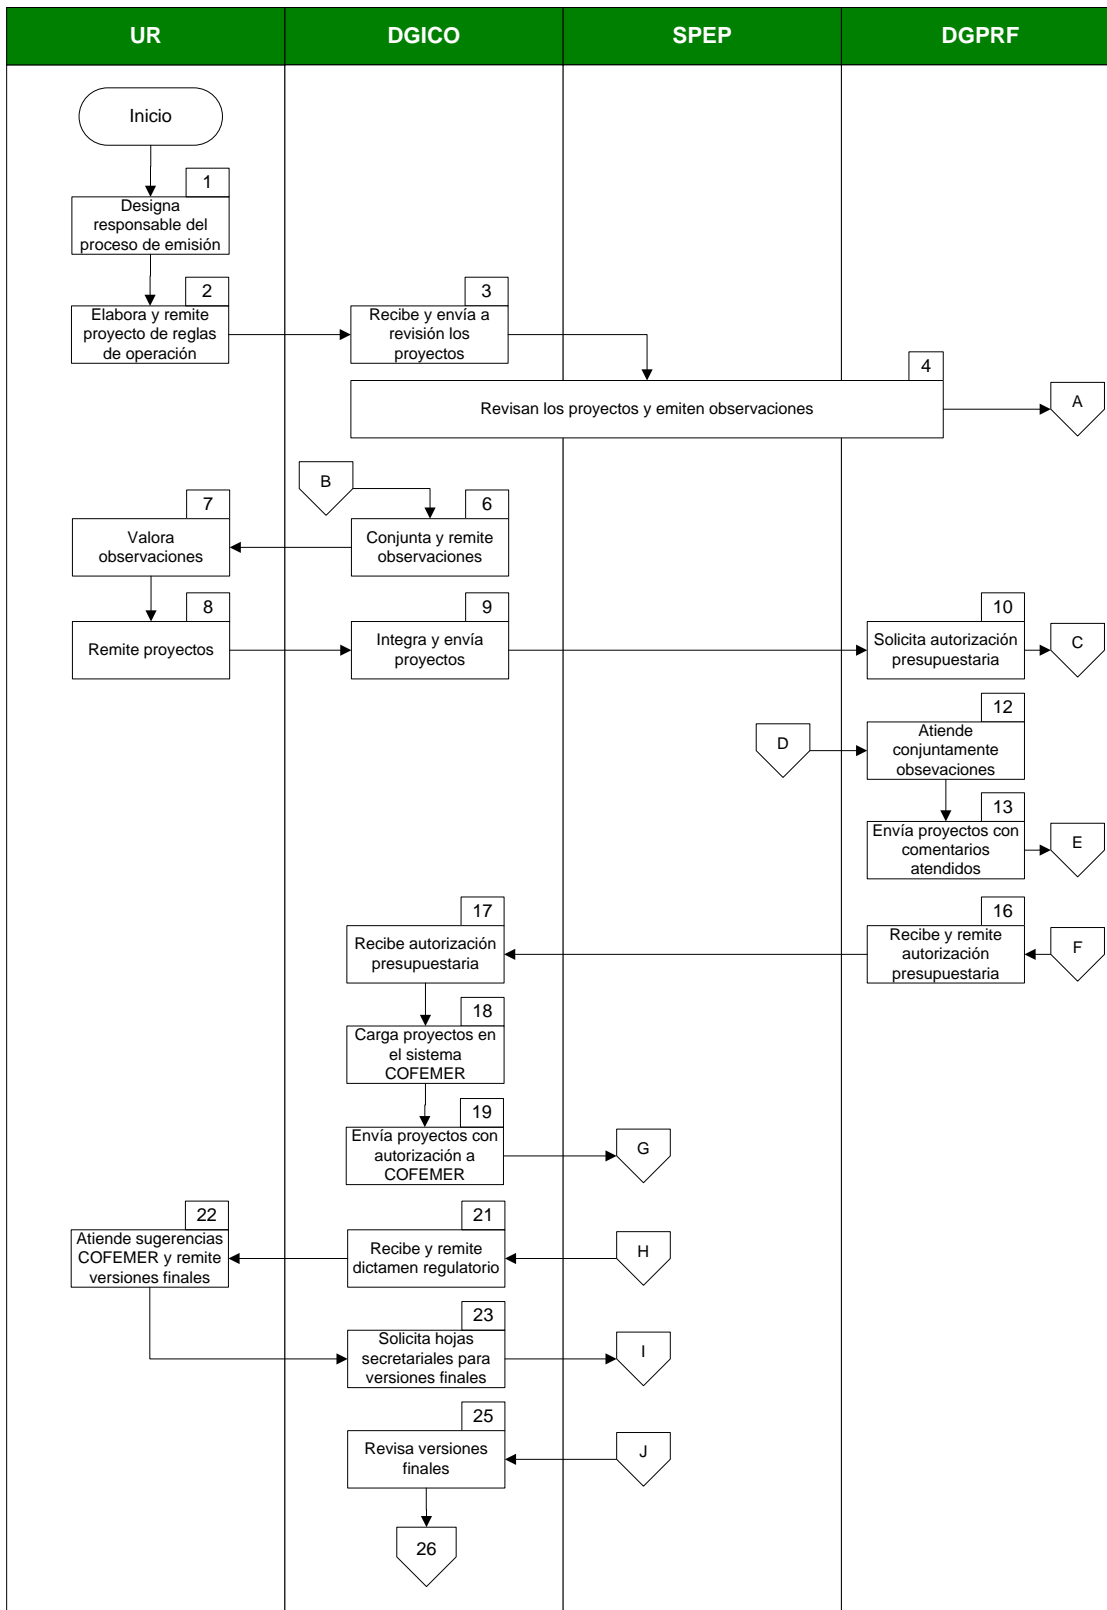 UR
DGICO
SPEP
DGPRF
Inicio
1
Designa
responsable del
proceso de emisión
2
Elabora y remite
proyecto de reglas
de operación
3
Recibe y envía a
revisión los
proyectos
4
Revisan los proyectos y emiten observaciones
A
B
6
Conjunta y remite
observaciones
7
Valora
observaciones
8
Remite proyectos
9
Integra y envía
proyectos
10
Solicita autorización
presupuestaria
C
D
12
Atiende
conjuntamente
obsevaciones
13
Envía proyectos con
comentarios
atendidos
E
16
Recibe y remite
autorización
presupuestaria
F
17
Recibe autorización
presupuestaria
18
Carga proyectos en
el sistema
COFEMER
19
Envía proyectos con
autorización a
COFEMER
G
21
Recibe y remite
dictamen regulatorio
H
22
Atiende sugerencias
COFEMER y remite
versiones finales
23
Solicita hojas
secretariales para
versiones finales
I
25
Revisa versiones
finales
J
26